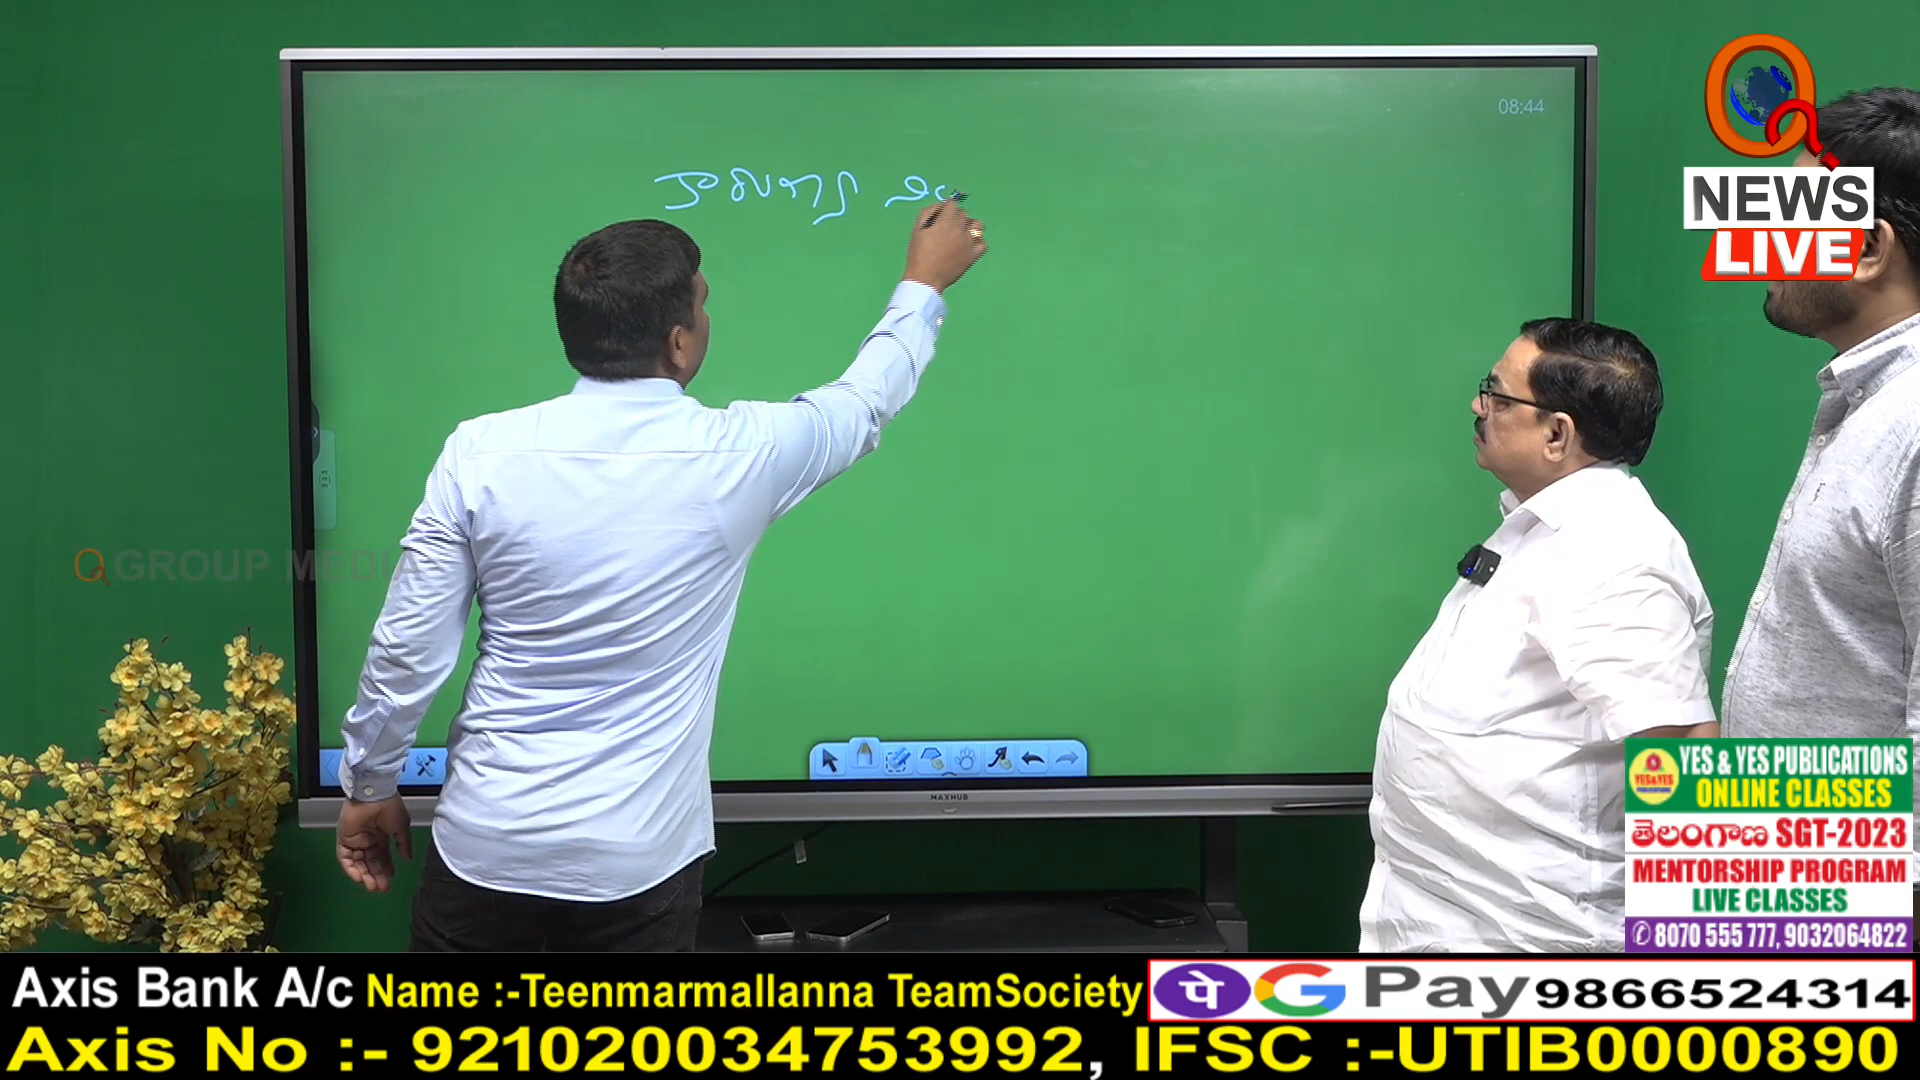 08:44
NEWS
LIVE
GROUP MEDIA
MAXHUB
YES & YES PUBLICATIONS
ONLINE CLASSES
తెలంగాణ SGT-2023
MENTORSHIP PROGRAM
LIVE CLASSES
8070 555 777, 9032064822
Axis Bank A/c Name :-Teenmarmallanna TeamSociety
पे G Pay 9866524314
Axis No :- 921020034753992, IFSC :-UTIB0000890